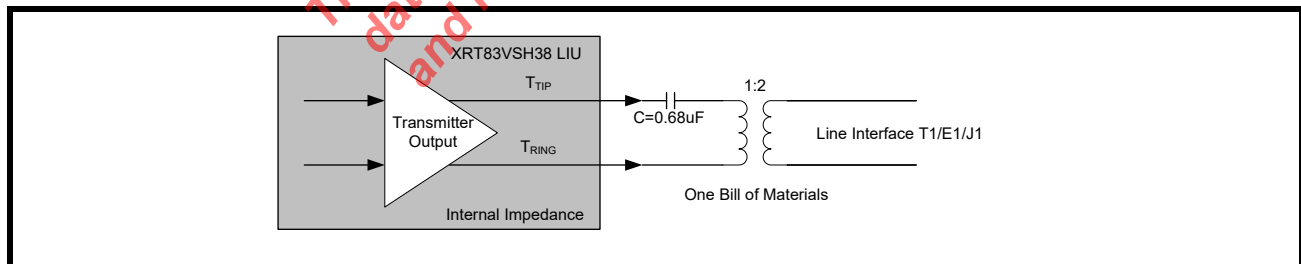 XRT83VSH38 LIU
TTIP
1:2
C=0.68uF
Transmitter
Output
Line Interface T1/E1/J1
TRING
One Bill of Materials
Internal Impedance
and